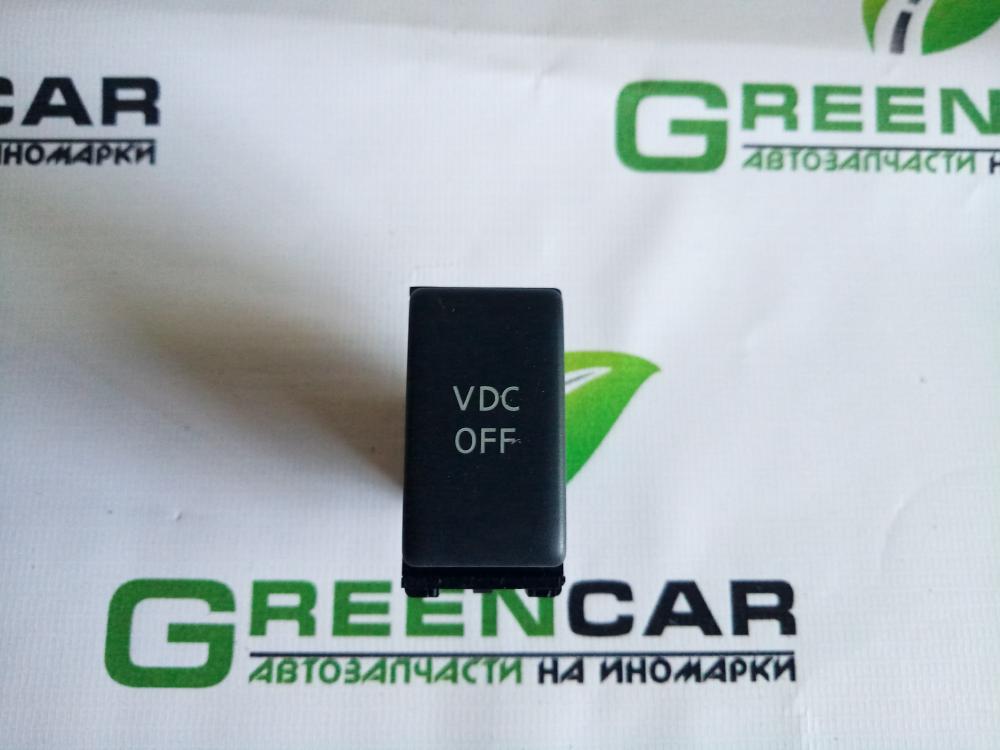 CAR
ИНОМАРКИ
GREEN
АВТОЗАПЧАСТИ
VDC
OFF
GREENCAR
АВТОЗАПЧАСТИ НА ИНОМАРКИ